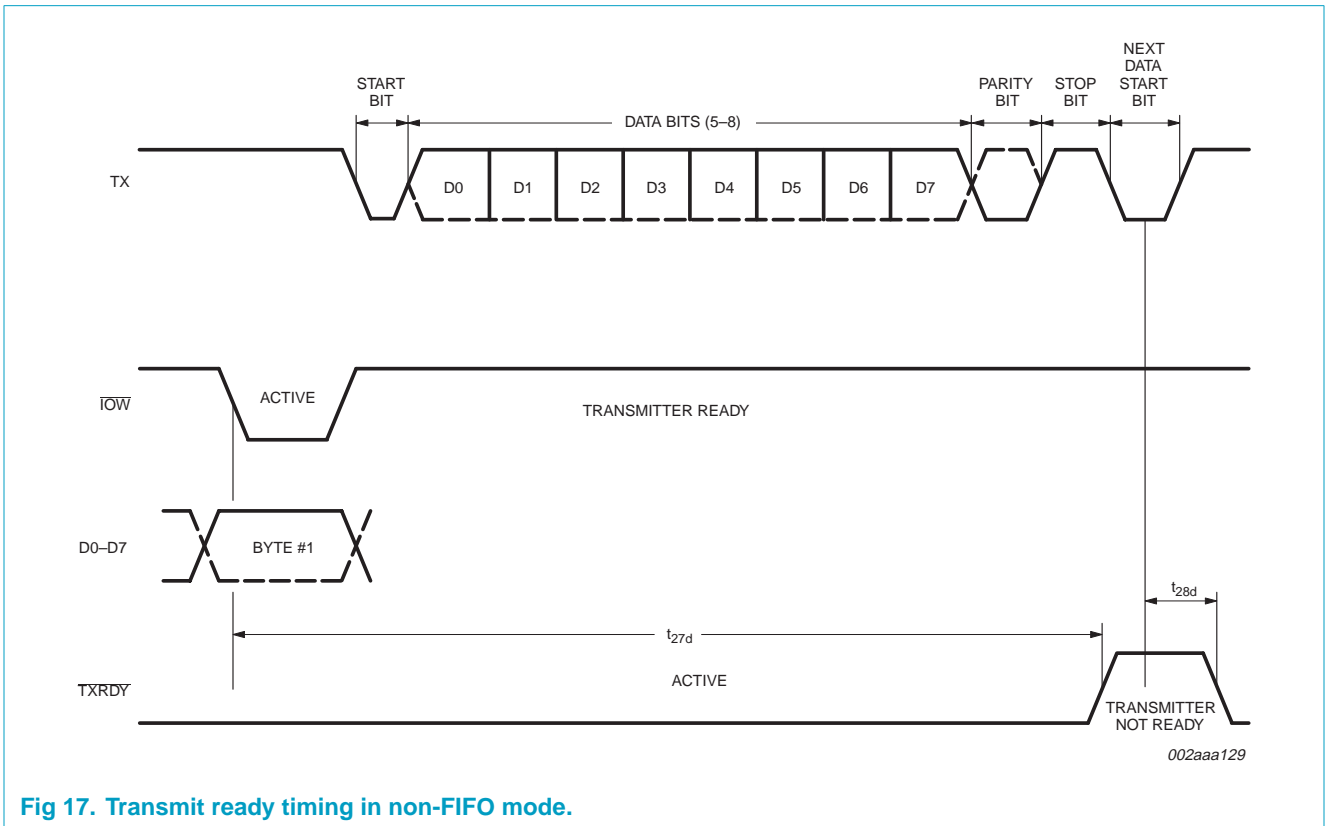 START
BIT
DATA BITS (5–8)
PARITY
BIT
STOP
BIT
NEXT
DATA
START
BIT
TX
D0
D1
D2
D3
D4
D5
D6
D7
IOW
ACTIVE
TRANSMITTER READY
D0–D7
BYTE #1
t28d
t27d
TXRDY
ACTIVE
TRANSMITTER
NOT READY
002aaa129
Fig 17. Transmit ready timing in non-FIFO mode.